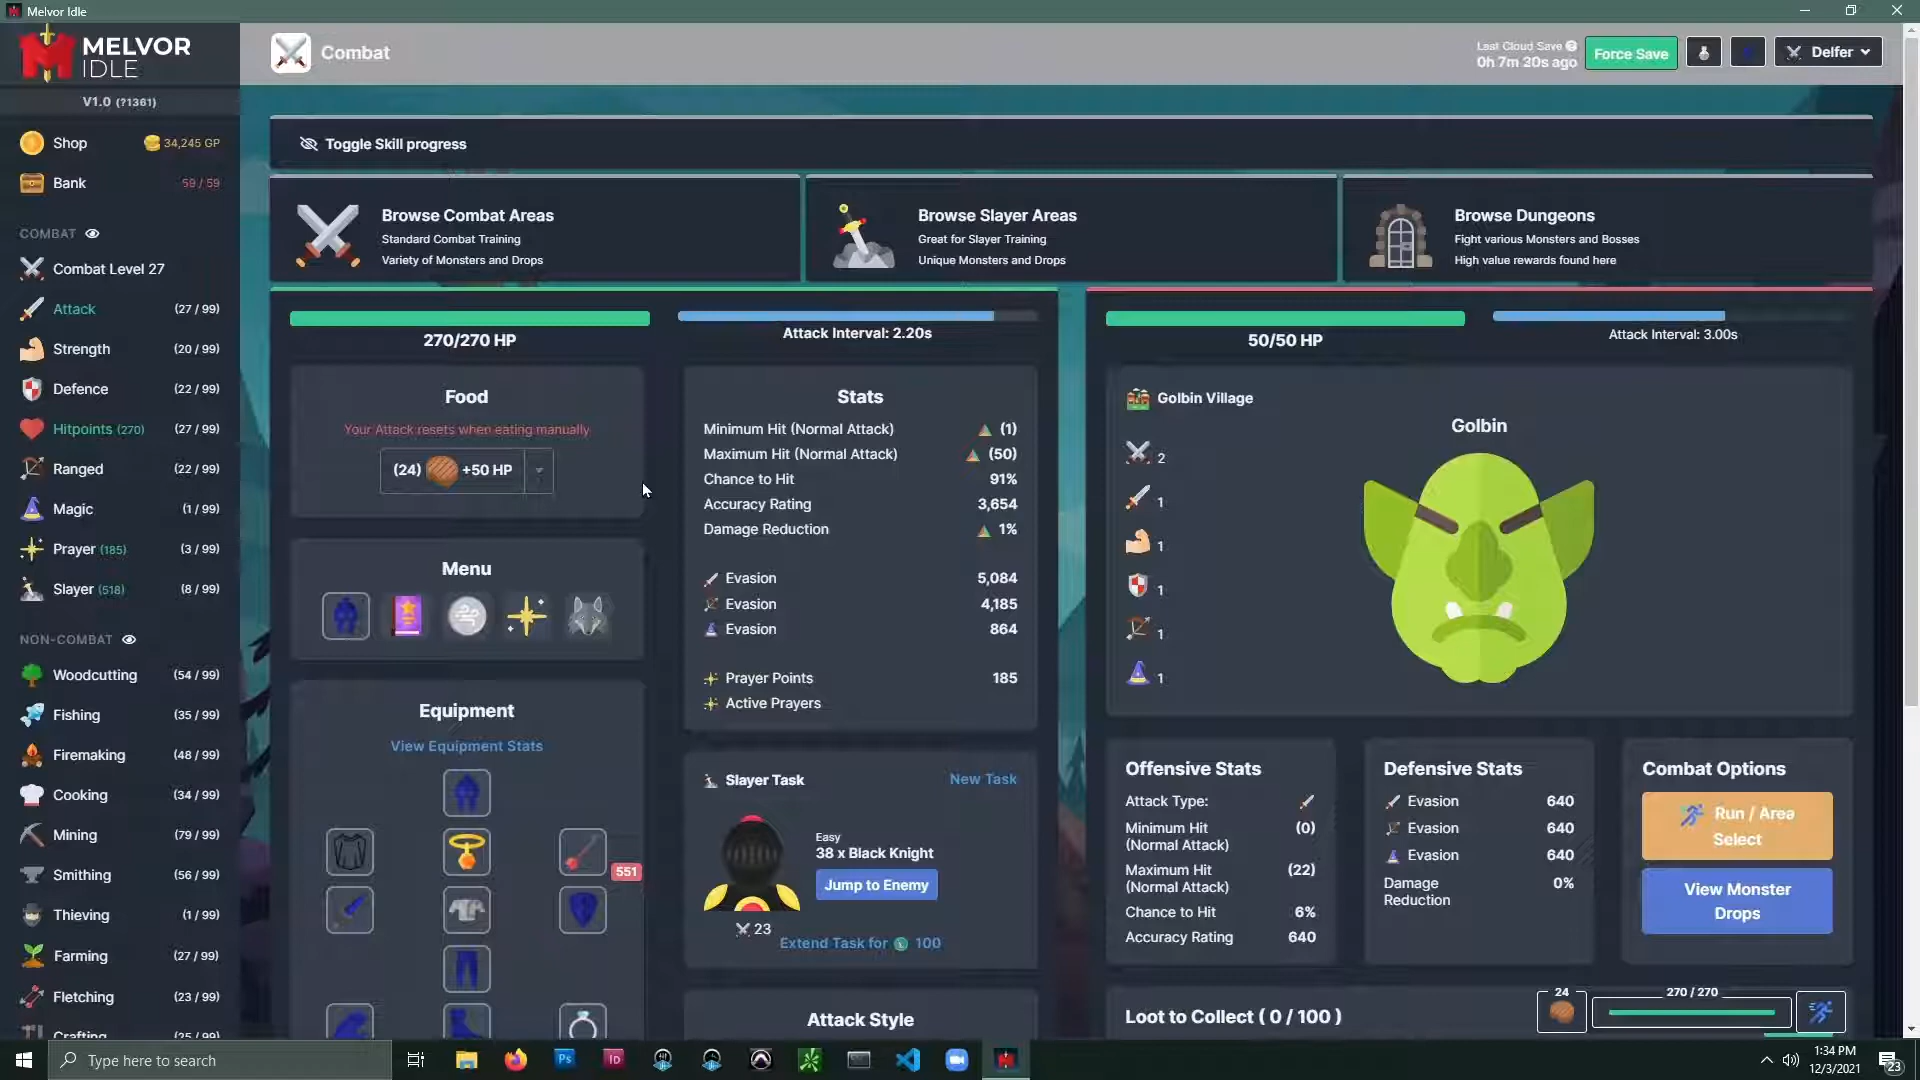 Melvor Idle
MELVOR
IDLE
V1.0 (?1361)
Shop 34,245 GP
Bank 59 / 59
COMBAT
Combat Level 27
Attack (27 / 99)
Strength (20 / 99)
Defence (22 / 99)
Hitpoints (270) (27 / 99)
Ranged (22 / 99)
Magic (1 / 99)
Prayer (185) (3 / 99)
Slayer (518) (8 / 99)
NON-COMBAT
Woodcutting (54 / 99)
Fishing (35 / 99)
Firemaking (48 / 99)
Cooking (34 / 99)
Mining (79 / 99)
Smithing (56 / 99)
Thieving (1 / 99)
Farming (27 / 99)
Fletching (23 / 99)
Crafting (25 / 99)
Combat
Last Cloud Save
0h 7m 20s ago
Force Save
Delfer
Toggle Skill progress
Browse Combat Areas
Standard Combat Training
Variety of Monsters and Drops
Browse Slayer Areas
Great for Slayer Training
Unique Monsters and Drops
Browse Dungeons
Fight various Monsters and Bosses
High value rewards found here
270/270 HP
Attack Interval: 2.20s
Food
Your Attack resets when eating manually
(24) +50 HP
Menu
Equipment
View Equipment Stats
551
Stats
Minimum Hit (Normal Attack) (1)
Maximum Hit (Normal Attack) (50)
Chance to Hit 91%
Accuracy Rating 3,654
Damage Reduction 1%
Evasion 5,084
Evasion 4,185
Evasion 864
Prayer Points 185
Active Prayers
Slayer Task New Task
Easy
38 x Black Knight
Jump to Enemy
23
Extend Task for 100
Attack Style
50/50 HP
Attack Interval: 3.00s
Golbin Village
Golbin
2
1
1
1
1
1
Offensive Stats
Attack Type:
Minimum Hit (0)
(Normal Attack)
Maximum Hit (22)
(Normal Attack)
Chance to Hit 6%
Accuracy Rating 640
Defensive Stats
Evasion 640
Evasion 640
Evasion 640
Damage 0%
Reduction
Combat Options
Run / Area
Select
View Monster
Drops
Loot to Collect ( 0 / 100 )
24
270 / 270
Type here to search
Ps
Id
1:34 PM
12/3/2021
23